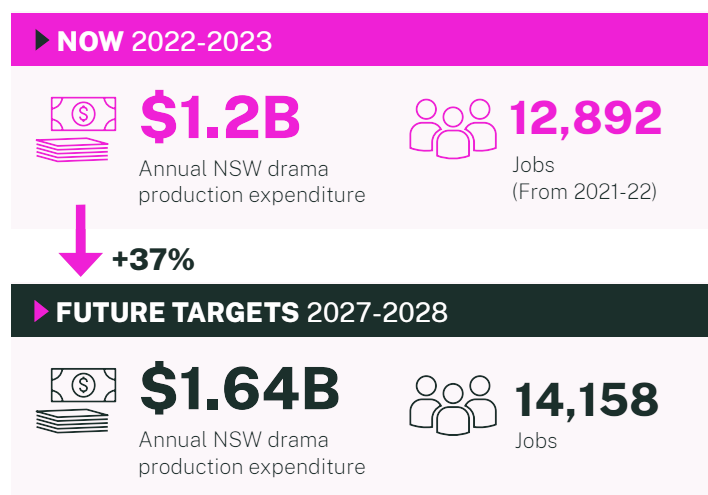 NOW 2022-2023
$1.2B
Annual NSW drama
production expenditure
12,892
Jobs
(From 2021-22)
+37%
FUTURE TARGETS 2027-2028
$1.64B
Annual NSW drama
production expenditure
14,158
Jobs